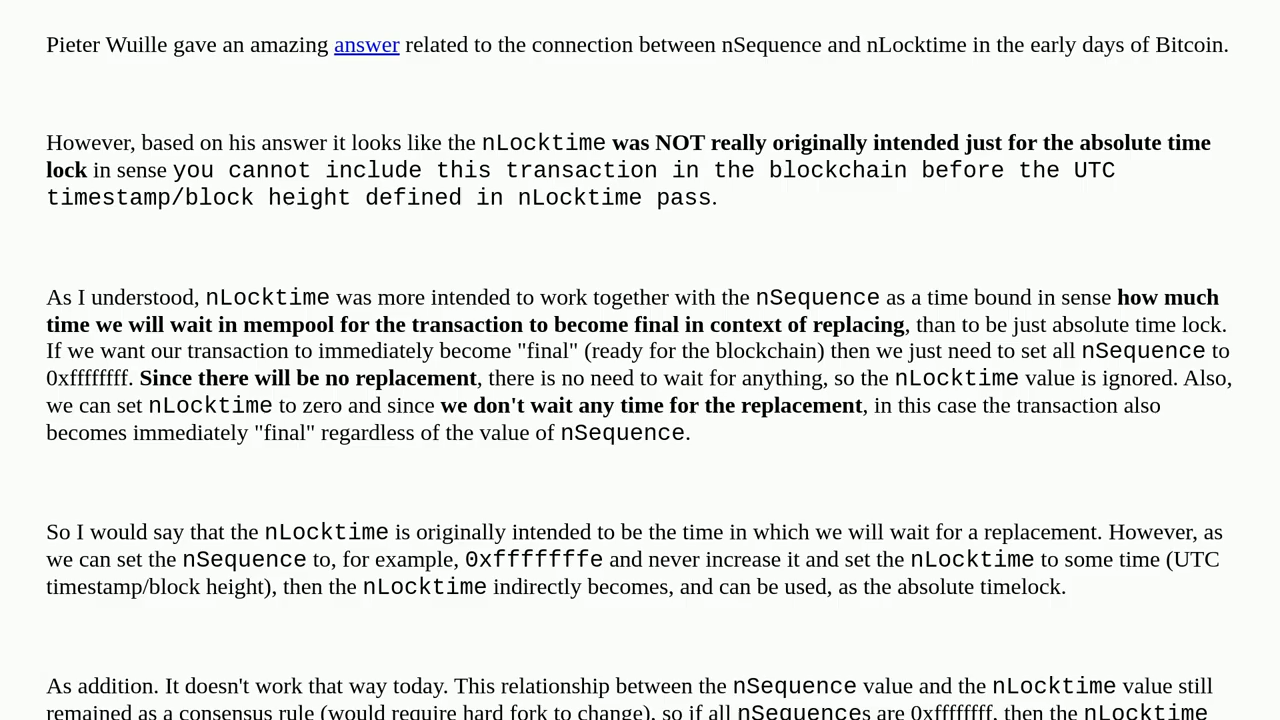 Pieter Wuille gave an amazing answer related to the connection between nSequence and nLocktime in the early days of Bitcoin.
However, based on his answer it looks like the nLocktime was NOT really originally intended just for the absolute time
lock in sense you cannot include this transaction in the blockchain before the UTC
timestamp/block height defined in nLocktime pass.
As I understood, nLocktime was more intended to work together with the nSequence as a time bound in sense how much
time we will wait in mempool for the transaction to become final in context of replacing, than to be just absolute time lock.
If we want our transaction to immediately become "final" (ready for the blockchain) then we just need to set all nSequence to
0xffffffff. Since there will be no replacement, there is no need to wait for anything, so the nLocktime value is ignored. Also,
we can set nLocktime to zero and since we don't wait any time for the replacement, in this case the transaction also
becomes immediately "final" regardless of the value of nSequence.
So I would say that the nLocktime is originally intended to be the time in which we will wait for a replacement. However, as
we can set the nSequence to, for example, 0xfffffffe and never increase it and set the nLocktime to some time (UTC
timestamp/block height), then the nLocktime indirectly becomes, and can be used, as the absolute timelock.
As addition. It doesn't work that way today. This relationship between the nSequence value and the nLocktime value still
remained as a consensus rule (would require hard fork to change), so if all nSequences are 0xffffffff, then the nLocktime